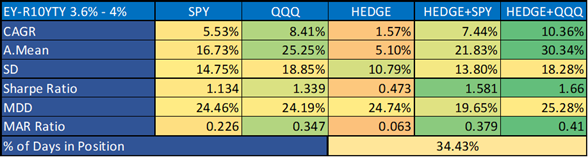 EY-R10YTY 3.6% - 4% SPY QQQ HEDGE HEDGE+SPY HEDGE+QQQ
CAGR 5.53% 8.41% 1.57% 7.44% 10.36%
A.Mean 16.73% 25.25% 5.10% 21.83% 30.34%
SD 14.75% 18.85% 10.79% 13.80% 18.28%
Sharpe Ratio 1.134 1.339 0.473 1.581 1.66
MDD 24.46% 24.19% 24.74% 19.65% 25.28%
MAR Ratio 0.226 0.347 0.063 0.379 0.41
% of Days in Position 34.43%